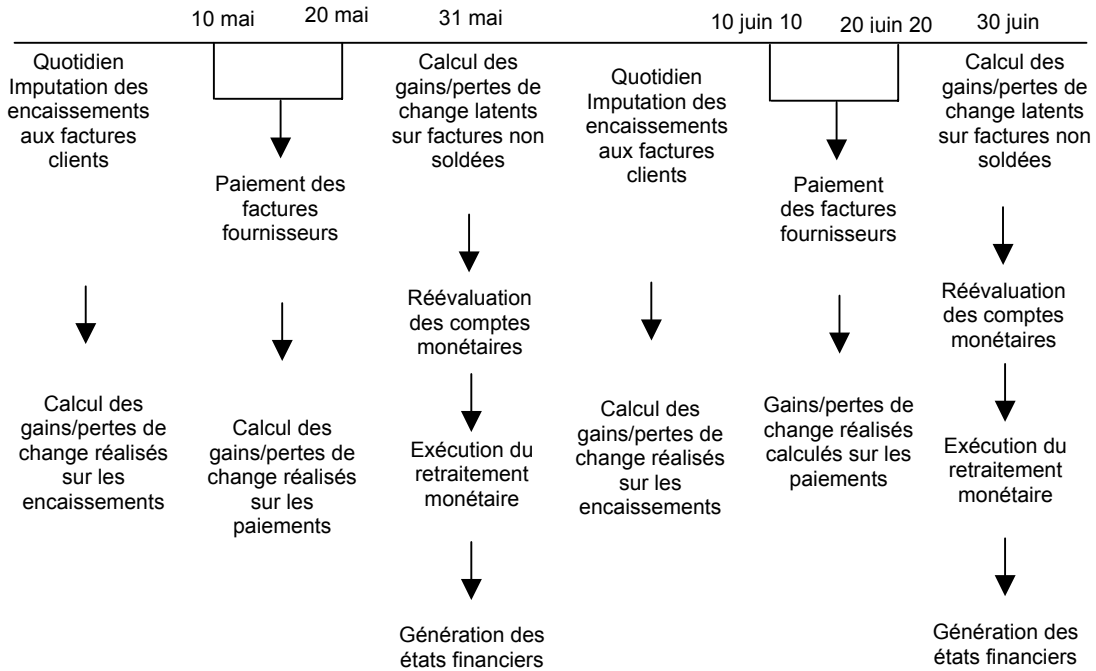 10 mai
20 mai
31 mai
10 juin 10
20 iuin 20
30 juin
Quotidien
Imputation des
encaissements
aux factures
clients
Paiement des
factures
fournisseurs
Calcul des
gains/pertes de
change latents
sur factures non
soldées
Quotidien
Imputation des
encaissements
aux factures
clients
Paiement
des factures
fournisseurs
Calcul des
gains/pertes de
change latents
sur factures non
soldées
Réévaluation
des comptes
monétaires
Réévaluation
des comptes
monétaires
Calcul des
gains/pertes de
change réalisés
sur les
encaissements
Calcul des
gains/pertes de
change réalisés
sur les
paiements
Exécution du
retraitement
monétaire
Calcul des
gains/pertes de
change réalisés
sur les
encaissements
Gains/pertes de
change réalisés
calculés sur les
paiements
Exécution du
retraitement
monétaire
Génération des
états financiers
Génération des
états financiers